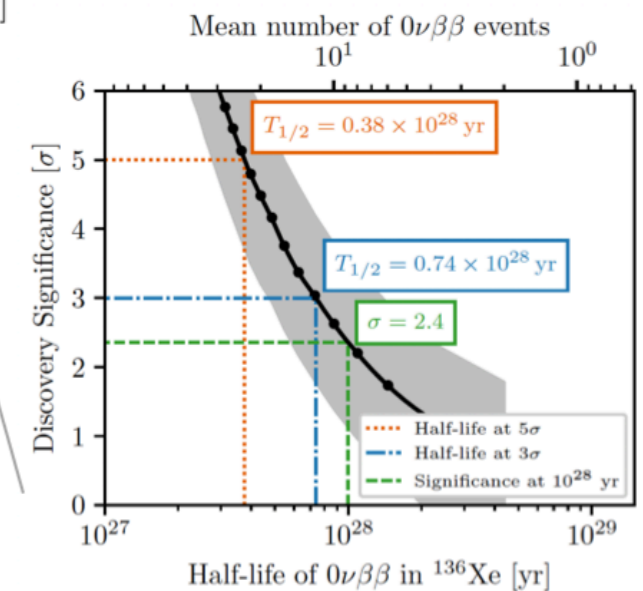 ]
Mean number of 0νββ events
10¹ 10⁰
6
5
4
3
2
1
0
Discovery Significance [σ]
T₁/₂ = 0.38 × 10²⁸ yr
T₁/₂ = 0.74 × 10²⁸ yr
σ = 2.4
Half-life at 5σ
Half-life at 3σ
Significance at 10²⁸ yr
10²⁷ 10²⁸ 10²⁹
Half-life of 0νββ in ¹³⁶Xe [yr]